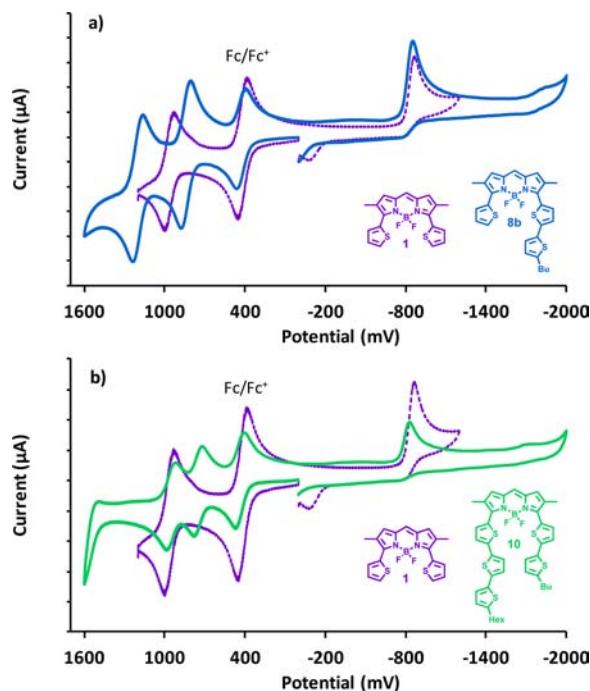 a)
Fc/Fc⁺
Current (µA)
N B N
F F
S S
1
N B N
F F
S S
8b
S
Bu
1600 1000 400 -200 -800 -1400 -2000
Potential (mV)
b)
Fc/Fc⁺
Current (µA)
N B N
F F
S S
1
N B N
F F
S S
10
S S
S Bu
Hex
1600 1000 400 -200 -800 -1400 -2000
Potential (mV)